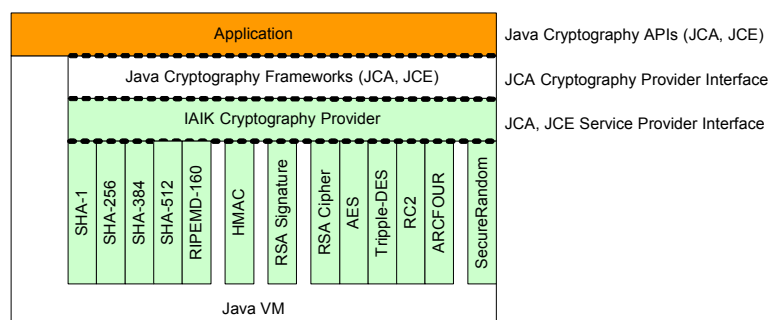 Application
Java Cryptography APIs (JCA, JCE)
Java Cryptography Frameworks (JCA, JCE)
JCA Cryptography Provider Interface
IAIK Cryptography Provider
JCA, JCE Service Provider Interface
SHA-1
SHA-256
SHA-384
SHA-512
RIPEMD-160
HMAC
RSA Signature
RSA Cipher
AES
Tripple-DES
RC2
ARCFOUR
SecureRandom
Java VM